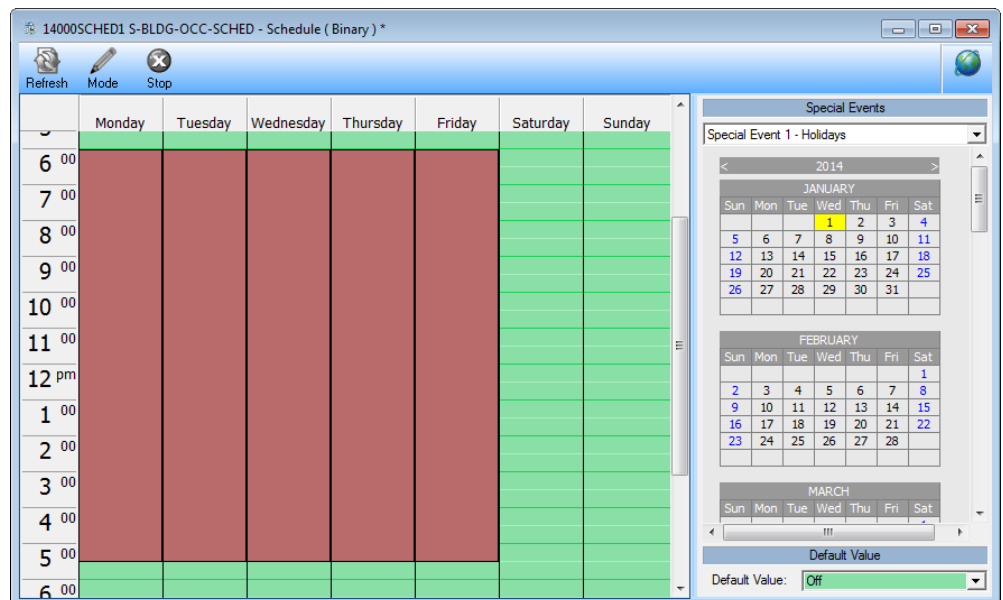 14000SCHED1 S-BLDG-OCC-SCHED - Schedule ( Binary ) *
Refresh Mode Stop
Monday Tuesday Wednesday Thursday Friday Saturday Sunday
6 00
7 00
8 00
9 00
10 00
11 00
12 pm
1 00
2 00
3 00
4 00
5 00
6 00
Special Events
Special Event 1 - Holidays
< 2014 >
JANUARY
Sun Mon Tue Wed Thu Fri Sat
1 2 3 4
5 6 7 8 9 10 11
12 13 14 15 16 17 18
19 20 21 22 23 24 25
26 27 28 29 30 31
FEBRUARY
Sun Mon Tue Wed Thu Fri Sat
1
2 3 4 5 6 7 8
9 10 11 12 13 14 15
16 17 18 19 20 21 22
23 24 25 26 27 28
MARCH
Sun Mon Tue Wed Thu Fri Sat
Default Value
Default Value: Off